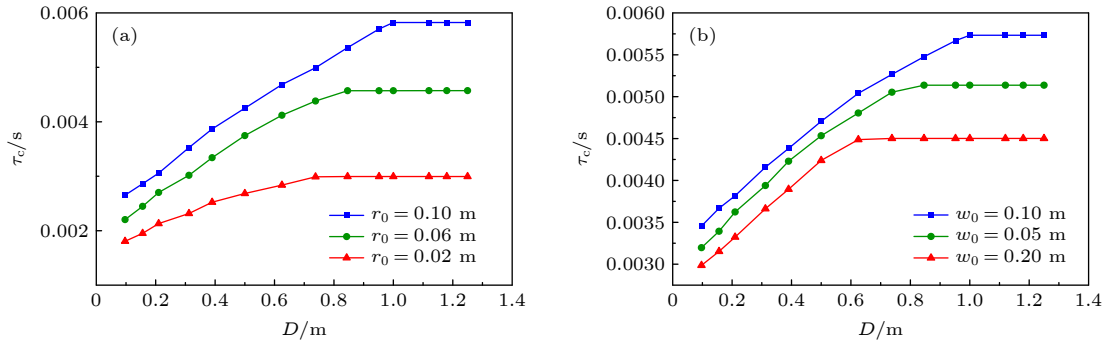 (a)
0.006
0.004
0.002
τc/s
r0 = 0.10 m
r0 = 0.06 m
r0 = 0.02 m
0 0.2 0.4 0.6 0.8 1.0 1.2 1.4
D/m
(b)
0.0060
0.0055
0.0050
0.0045
0.0040
0.0035
0.0030
τc/s
w0 = 0.10 m
w0 = 0.05 m
w0 = 0.20 m
0 0.2 0.4 0.6 0.8 1.0 1.2 1.4
D/m